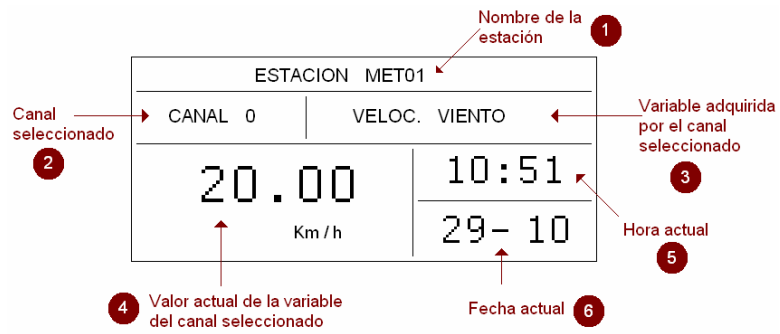 Nombre de la
estación
1
ESTACION MET01
Canal
seleccionado
2
CANAL 0
VELOC. VIENTO
Variable adquirida
por el canal
seleccionado
3
20.00
Km / h
10:51
29- 10
Hora actual
5
4
Valor actual de la variable
del canal seleccionado
Fecha actual
6